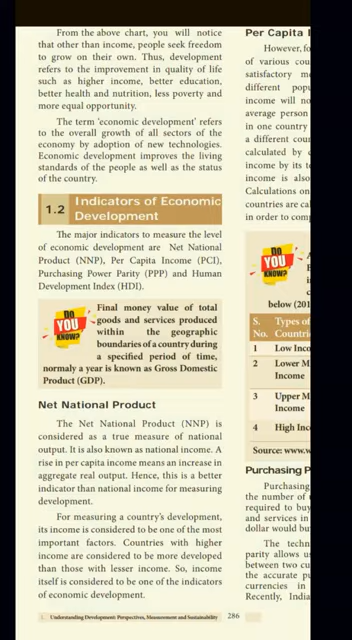 From the above chart, you will notice
that other than income, people seek freedom
to grow on their own. Thus, development
refers to the improvement in quality of life
such as higher income, better education,
better health and nutrition, less poverty and
more equal opportunity.
The term ‘economic development’ refers
to the overall growth of all sectors of the
economy by adoption of new technologies.
Economic development improves the living
standards of the people as well as the status
of the country.
1.2 Indicators of Economic
Development
The major indicators to measure the level
of economic development are Net National
Product (NNP), Per Capita Income (PCI),
Purchasing Power Parity (PPP) and Human
Development Index (HDI).
DO
YOU
KNOW?
Final money value of total
goods and services produced
within the geographic
boundaries of a country during
a specified period of time,
normaly a year is known as Gross Domestic
Product (GDP).
Net National Product
The Net National Product (NNP) is
considered as a true measure of national
output. It is also known as national income. A
rise in per capita income means an increase in
aggregate real output. Hence, this is a better
indicator than national income for measuring
development.
For measuring a country’s development,
its income is considered to be one of the most
important factors. Countries with higher
income are considered to be more developed
than those with lesser income. So, income
itself is considered to be one of the indicators
of economic development.
Per Capita
However,
of various
satisfactory
different
income will
average person
in one country
a different
calculated by
income by its
income is also
Calculations on
countries are
in order to
DO
YOU
KNOW?
below
S.
No.
Types of
1 Low
2 Lower
Income
3 Upper
Income
4 High
Source:
Purchasing
Purchasing
the number of
required to buy
and services in
dollar would
The
parity allows
between two
the accurate
currencies in
Recently,
1. Understanding Development: Perspectives, Measurement and Sustainability 286